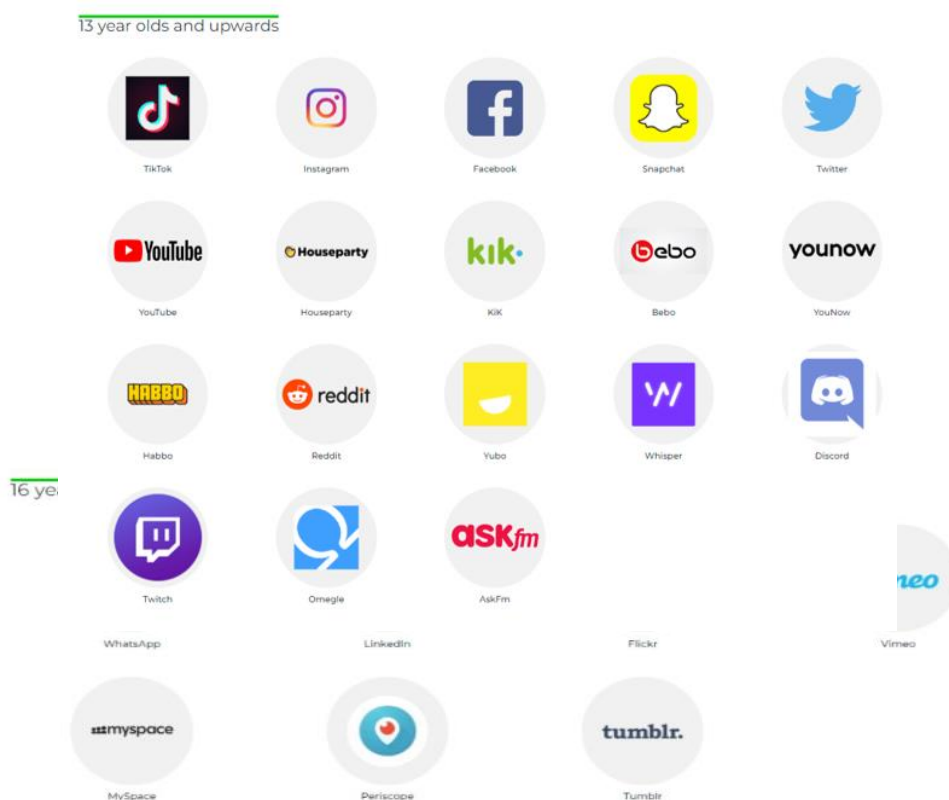 13 year olds and upwards
TikTok Instagram Facebook Snapchat Twitter
YouTube Houseparty kik bebo younow
YouTube Houseparty KiK Bebo YouNow
HABBO reddit
Habbo Reddit Yubo Whisper Discord
16 yea
ASKfm
neo
Twitch Omegle AskFm
WhatsApp LinkedIn Flickr Vimeo
myspace tumblr.
MySpace Periscope Tumblr